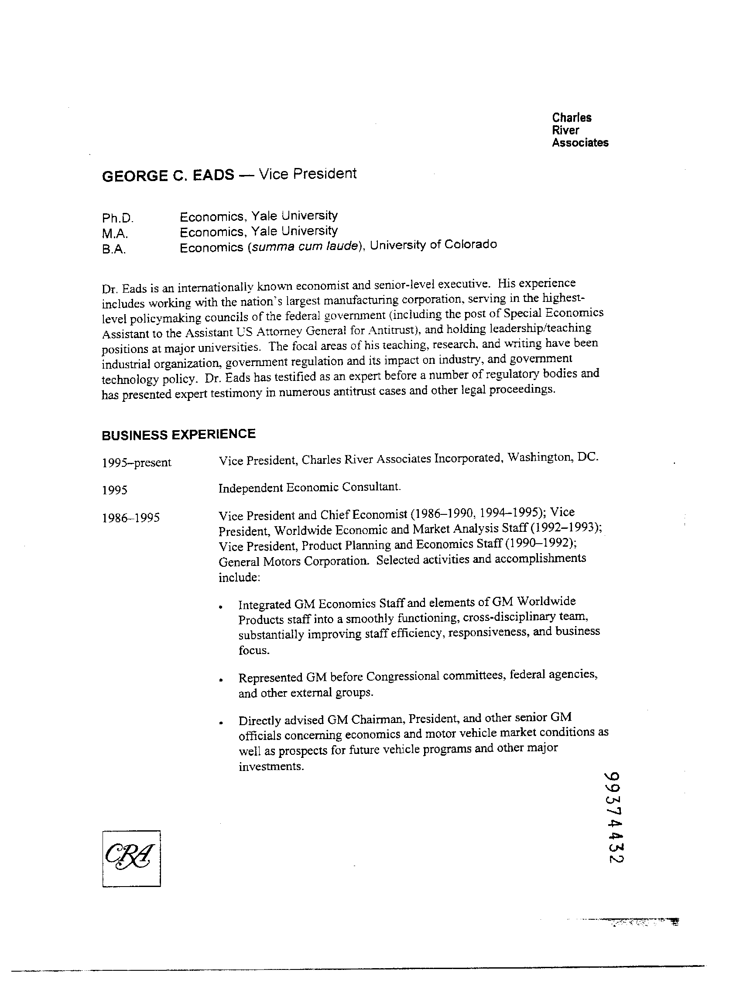 Charles
River
Associates
GEORGE C. EADS — Vice President
Ph.D. Economics, Yale University
M.A. Economics, Yale University
B.A. Economics (summa cum laude), University of Colorado
Dr. Eads is an internationally known economist and senior-level executive. His experience
includes working with the nation's largest manufacturing corporation, serving in the highest-
level policymaking councils of the federal government (including the post of Special Economics
Assistant to the Assistant US Attorney General for Antitrust), and holding leadership/teaching
positions at major universities. The focal areas of his teaching, research, and writing have been
industrial organization, government regulation and its impact on industry, and government
technology policy. Dr. Eads has testified as an expert before a number of regulatory bodies and
has presented expert testimony in numerous antitrust cases and other legal proceedings.
BUSINESS EXPERIENCE
1995–present Vice President, Charles River Associates Incorporated, Washington, DC.
1995 Independent Economic Consultant.
1986–1995 Vice President and Chief Economist (1986–1990, 1994–1995); Vice
President, Worldwide Economic and Market Analysis Staff (1992–1993);
Vice President, Product Planning and Economics Staff (1990–1992);
General Motors Corporation. Selected activities and accomplishments
include:
• Integrated GM Economics Staff and elements of GM Worldwide
Products staff into a smoothly functioning, cross-disciplinary team,
substantially improving staff efficiency, responsiveness, and business
focus.
• Represented GM before Congressional committees, federal agencies,
and other external groups.
• Directly advised GM Chairman, President, and other senior GM
officials concerning economics and motor vehicle market conditions as
well as prospects for future vehicle programs and other major
investments.
99374432
CRA